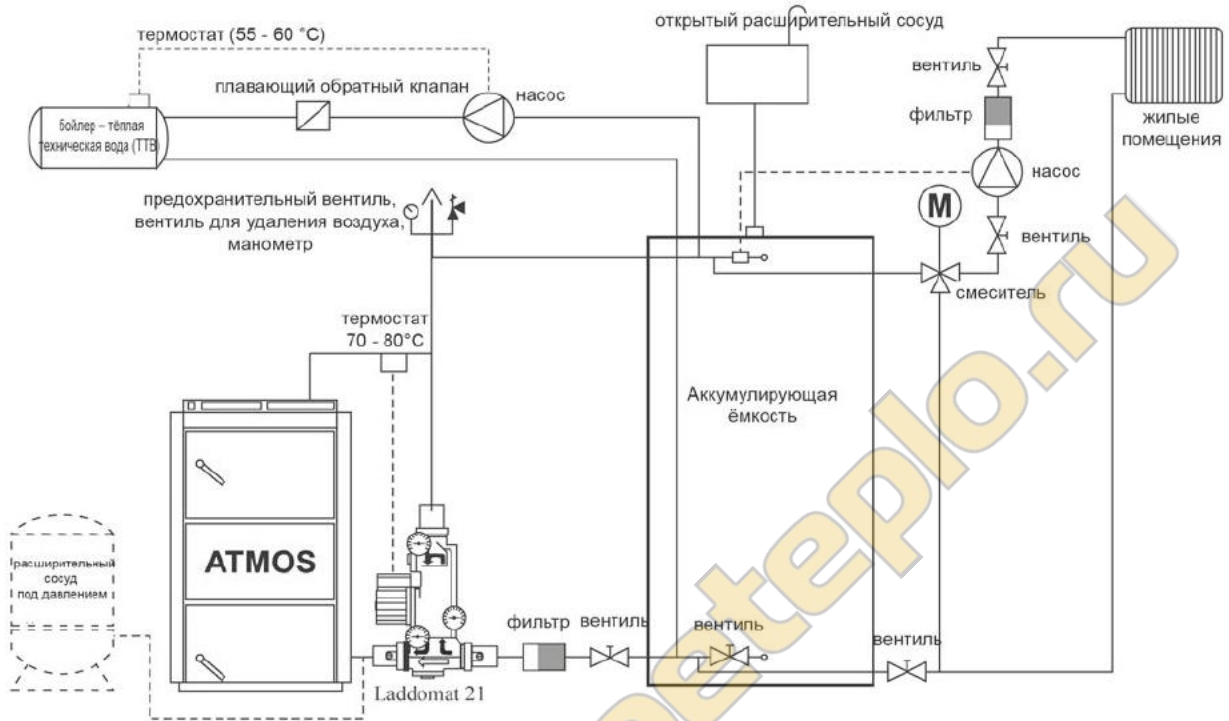 термостат (55 - 60 °C)
открытый расширительный сосуд
плавающий обратный клапан
насос
вентиль
фильтр
жилые
помещения
бойлер – тёплая
техническая вода (ТТВ)
насос
предохранительный вентиль,
вентиль для удаления воздуха,
манометр
M
вентиль
смеситель
термостат
70 - 80°C
Аккумулирующая
ёмкость
ATMOS
расширительный
сосуд
под давлением
фильтр
вентиль
вентиль
вентиль
Laddomat 21
peteplo.ru